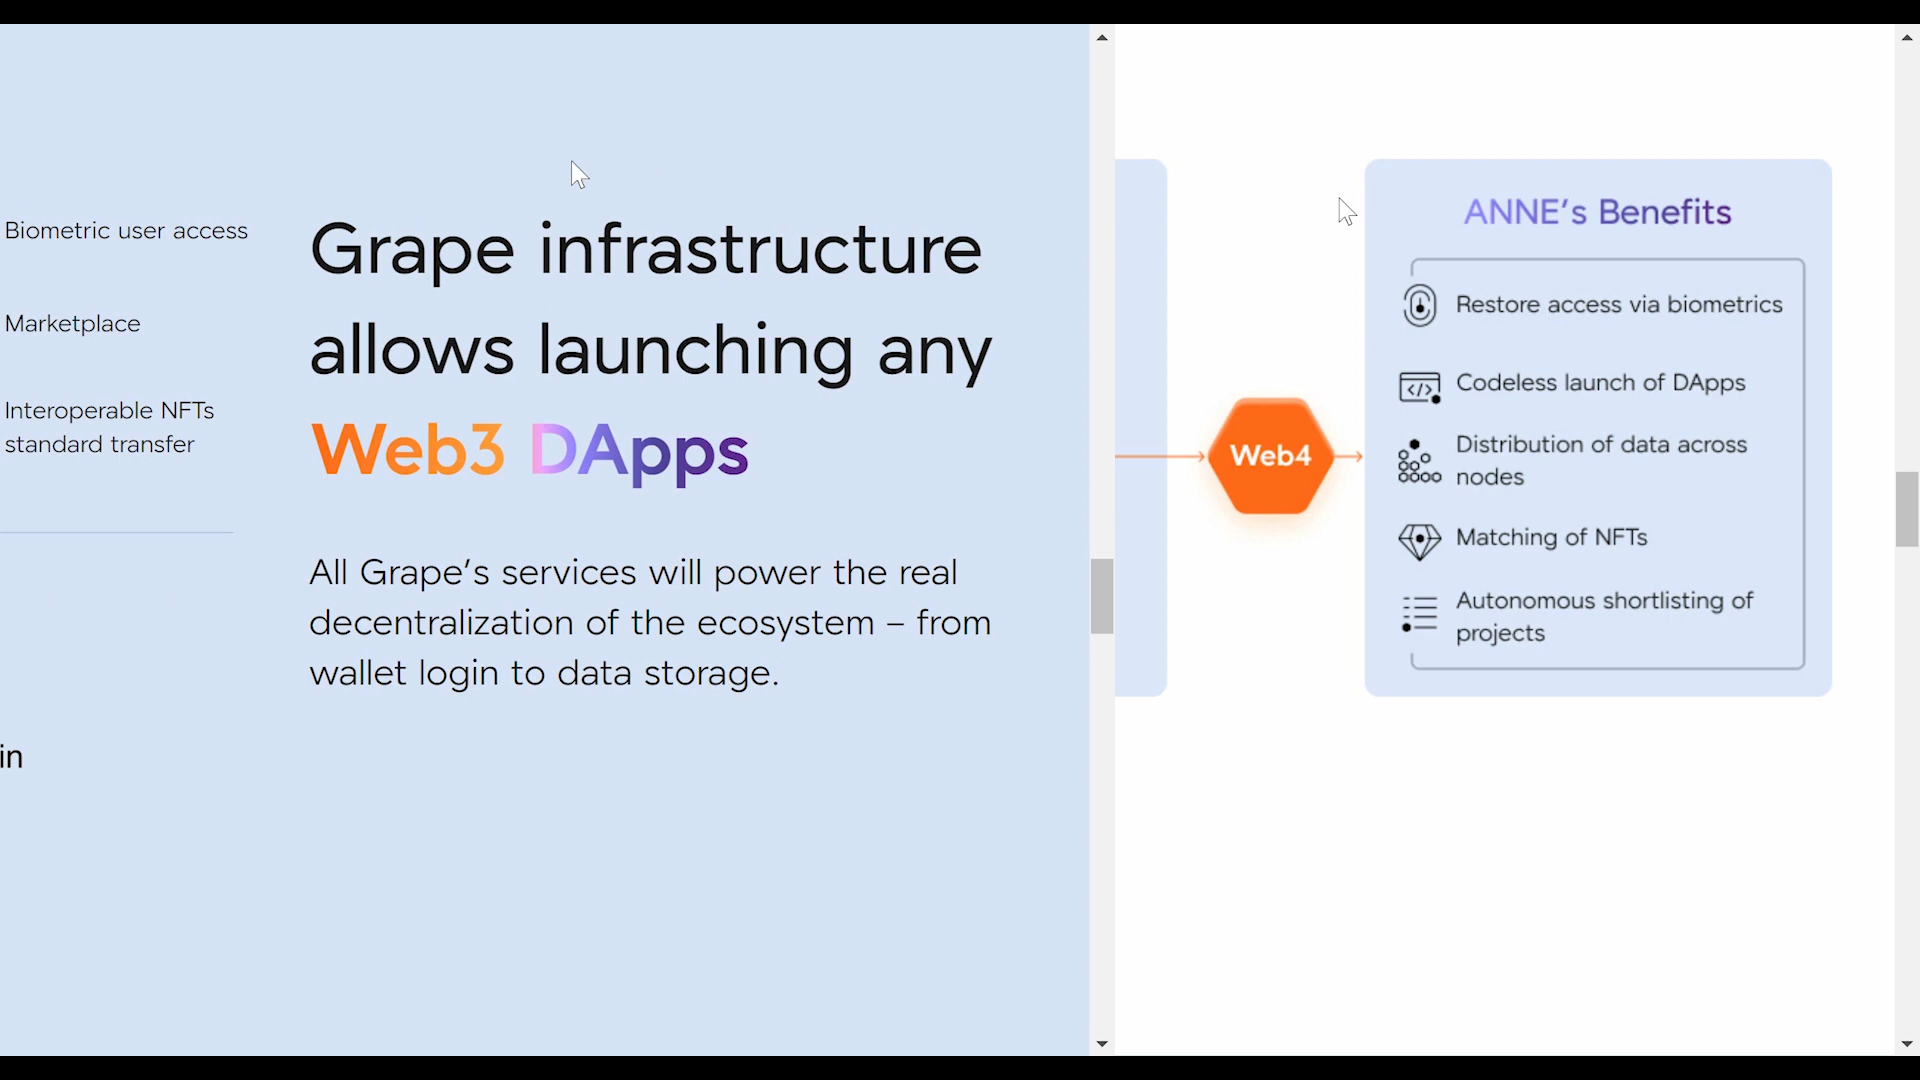 Biometric user access
Marketplace
Interoperable NFTs
standard transfer
in
Grape infrastructure
allows launching any
Web3 DApps
All Grape's services will power the real
decentralization of the ecosystem – from
wallet login to data storage.
Web4
ANNE's Benefits
Restore access via biometrics
Codeless launch of DApps
Distribution of data across
nodes
Matching of NFTs
Autonomous shortlisting of
projects